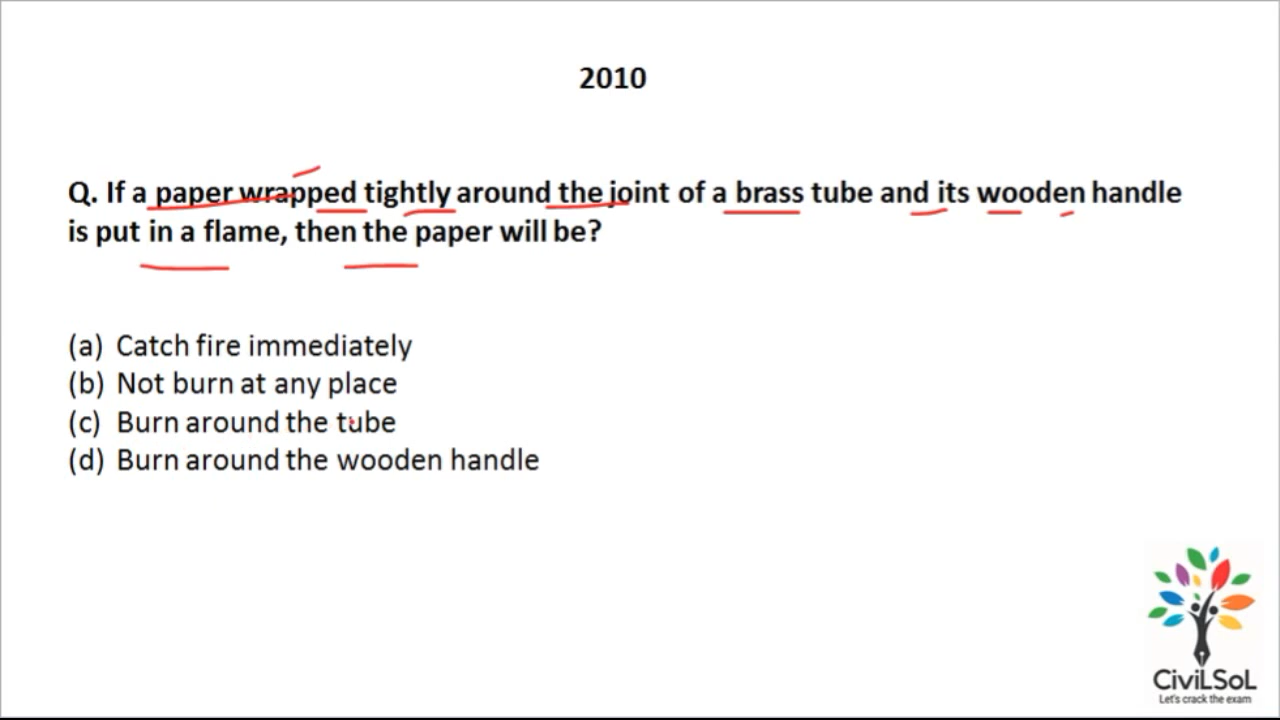 2010
Q. If a paper wrapped tightly around the joint of a brass tube and its wooden handle
is put in a flame, then the paper will be?
(a) Catch fire immediately
(b) Not burn at any place
(c) Burn around the tube
(d) Burn around the wooden handle
CiviLSoL
Let's crack the exam